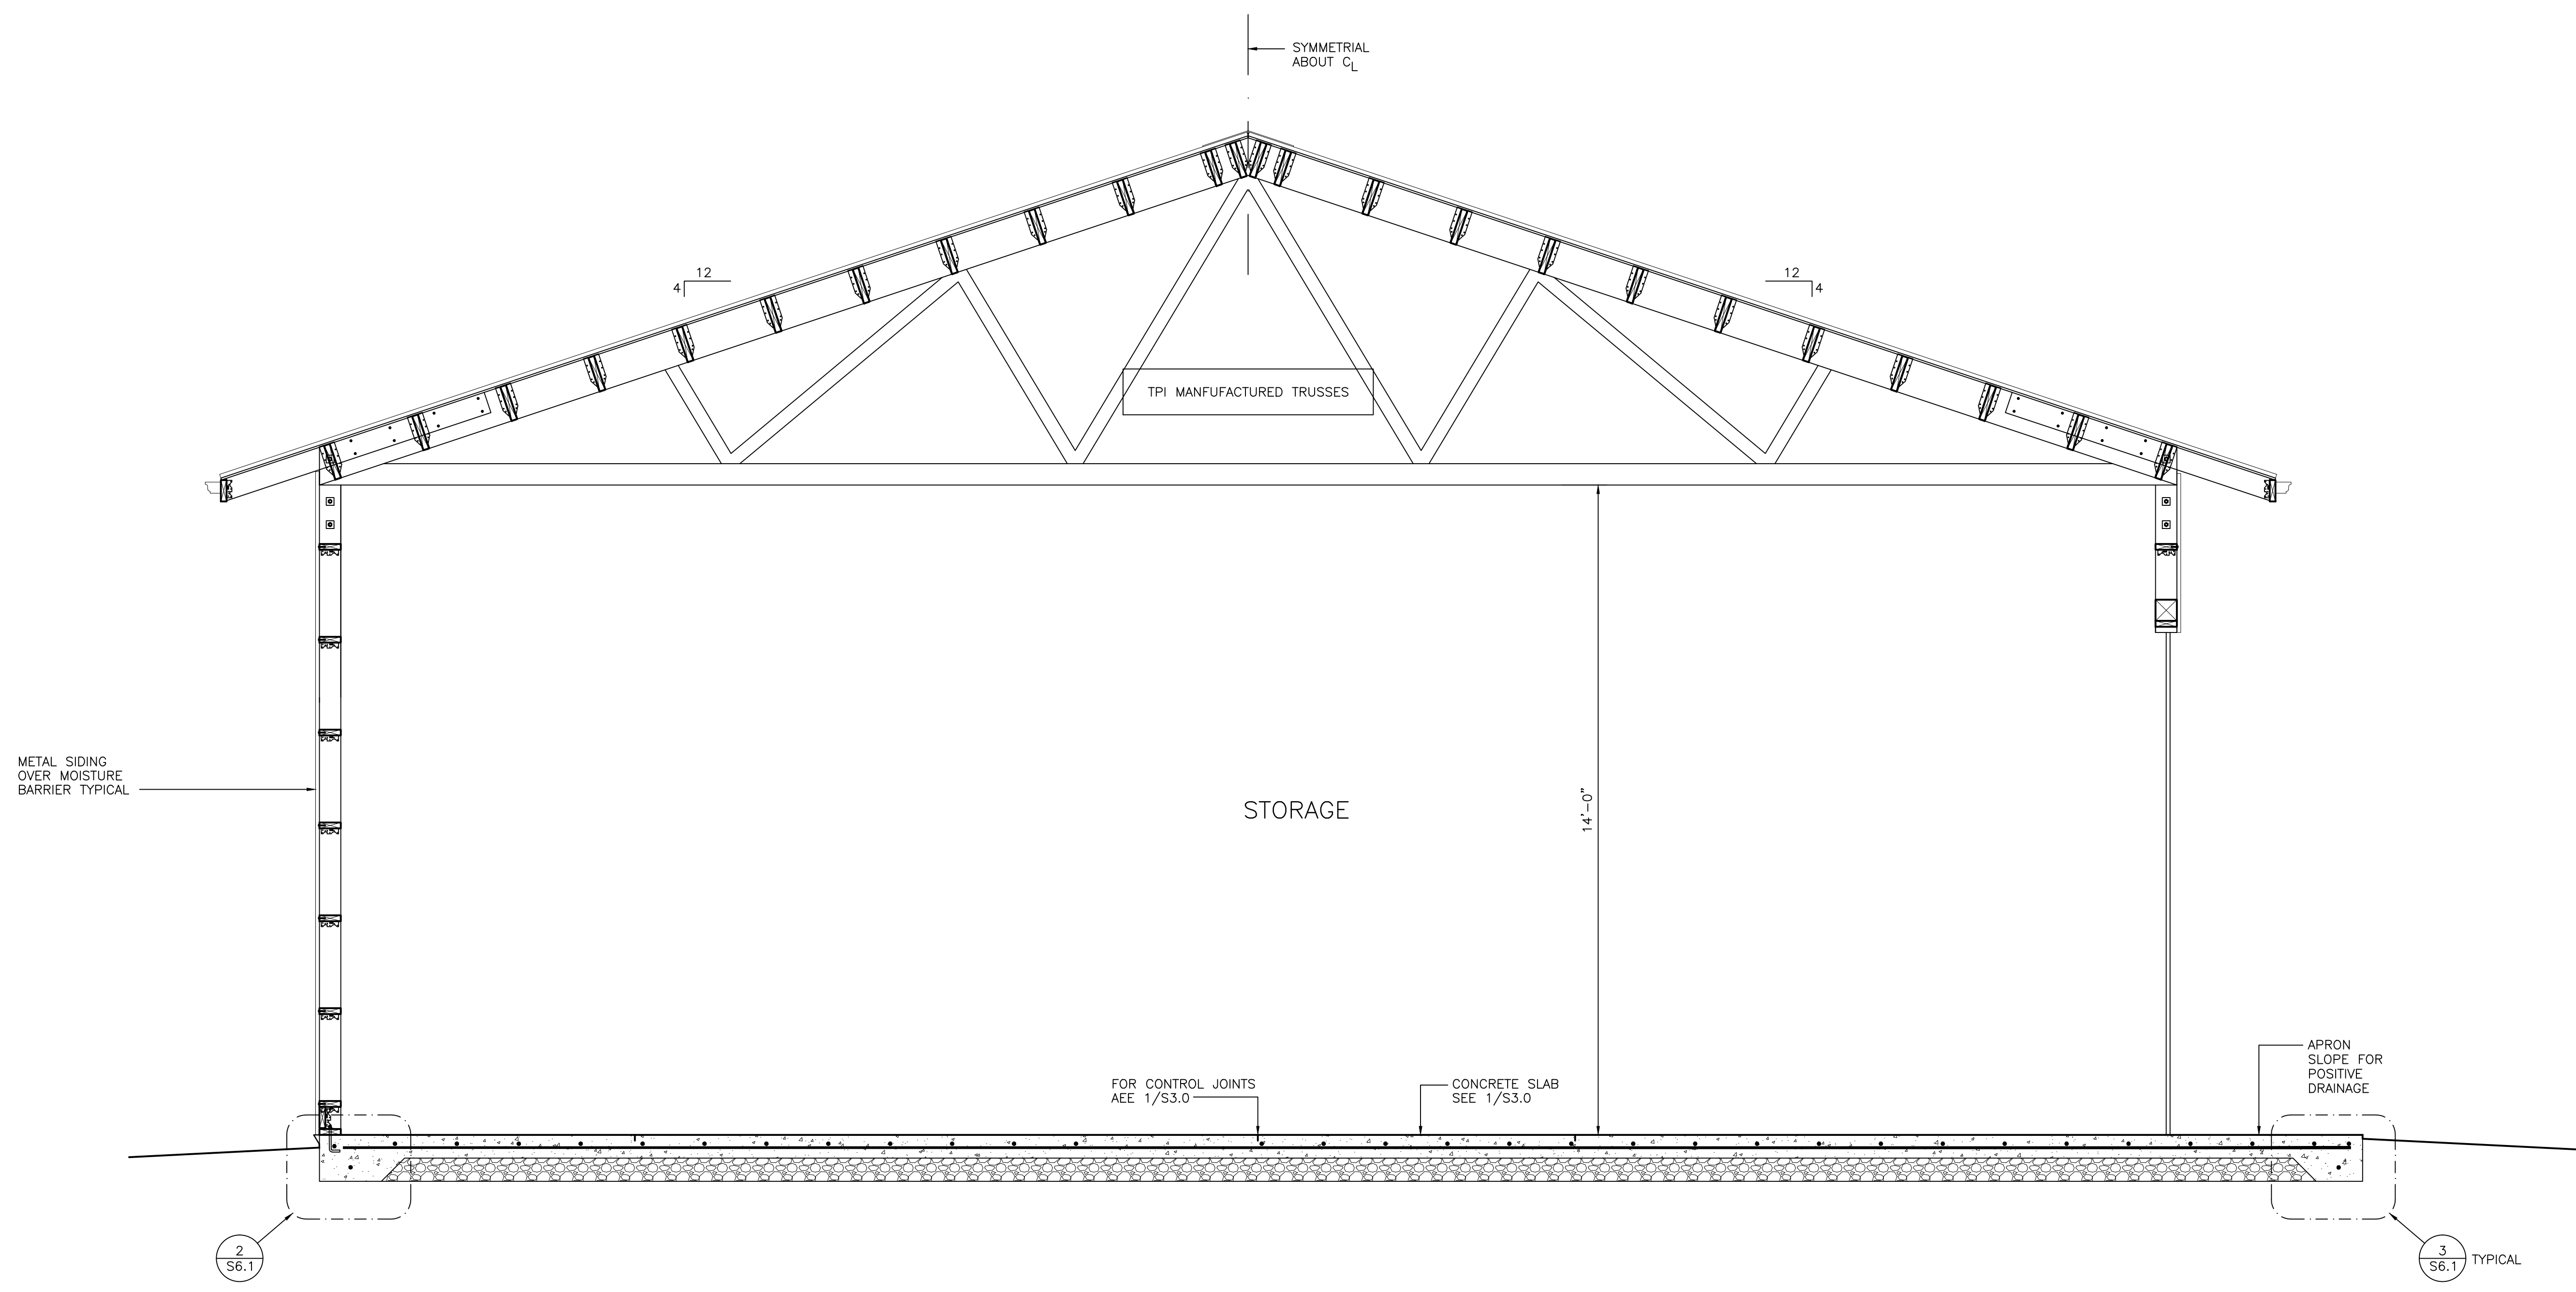 SYMMETRIAL
ABOUT CL
12
4
12
4
TPI MANFUFACTURED TRUSSES
METAL SIDING
OVER MOISTURE
BARRIER TYPICAL
STORAGE
14'-0"
FOR CONTROL JOINTS
AEE 1/S3.0
CONCRETE SLAB
SEE 1/S3.0
APRON
SLOPE FOR
POSITIVE
DRAINAGE
2
S6.1
3
S6.1
TYPICAL